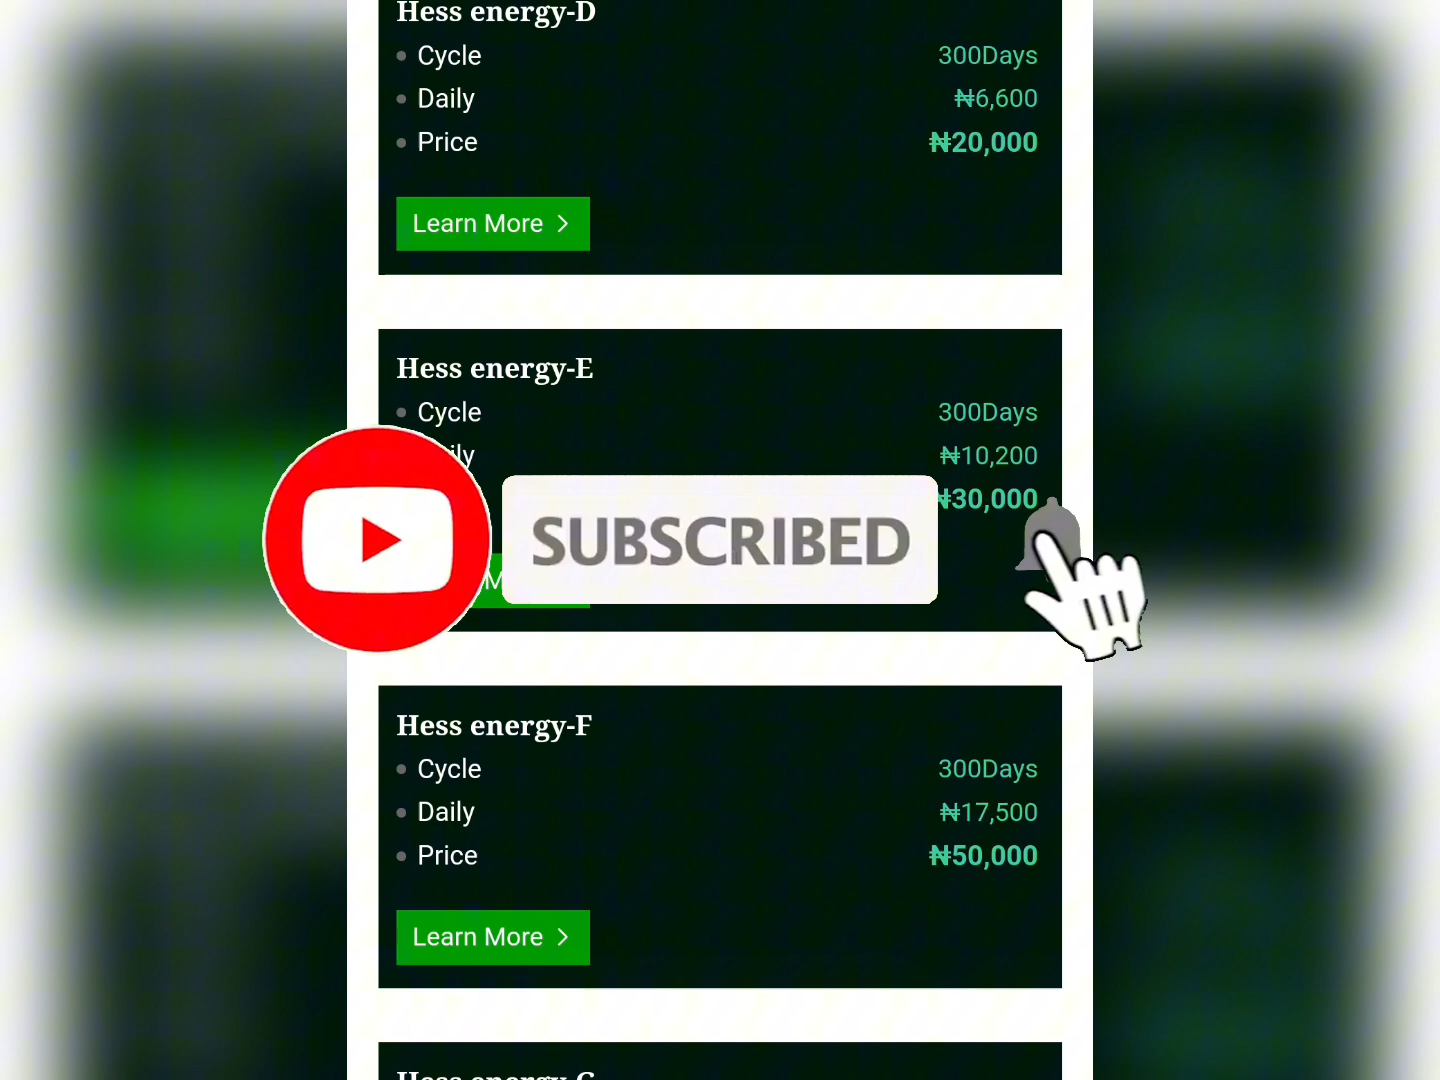 Hess energy-D
Cycle 300Days
Daily ₦6,600
Price ₦20,000
Learn More
Hess energy-E
Cycle 300Days
₦10,200
₦30,000
SUBSCRIBED
Hess energy-F
Cycle 300Days
Daily ₦17,500
Price ₦50,000
Learn More